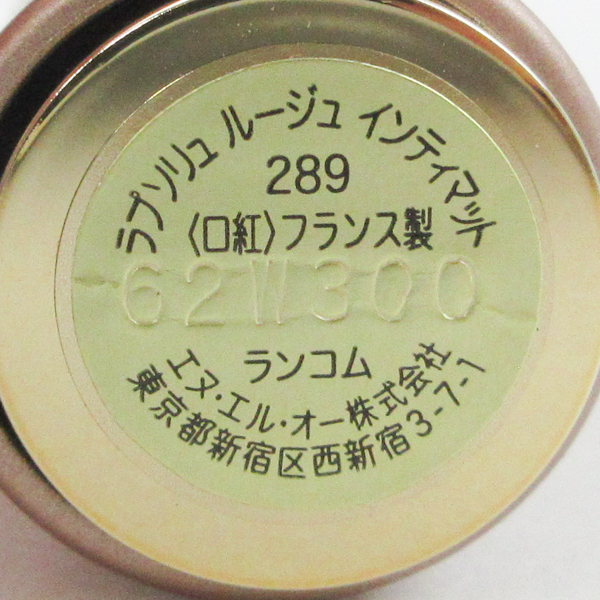 ラプソリュ ルージュ インティマット
289
〈口紅〉フランス製
62W300
ランコム
エヌ・エル・オー株式会社
東京都新宿区西新宿3-7-1